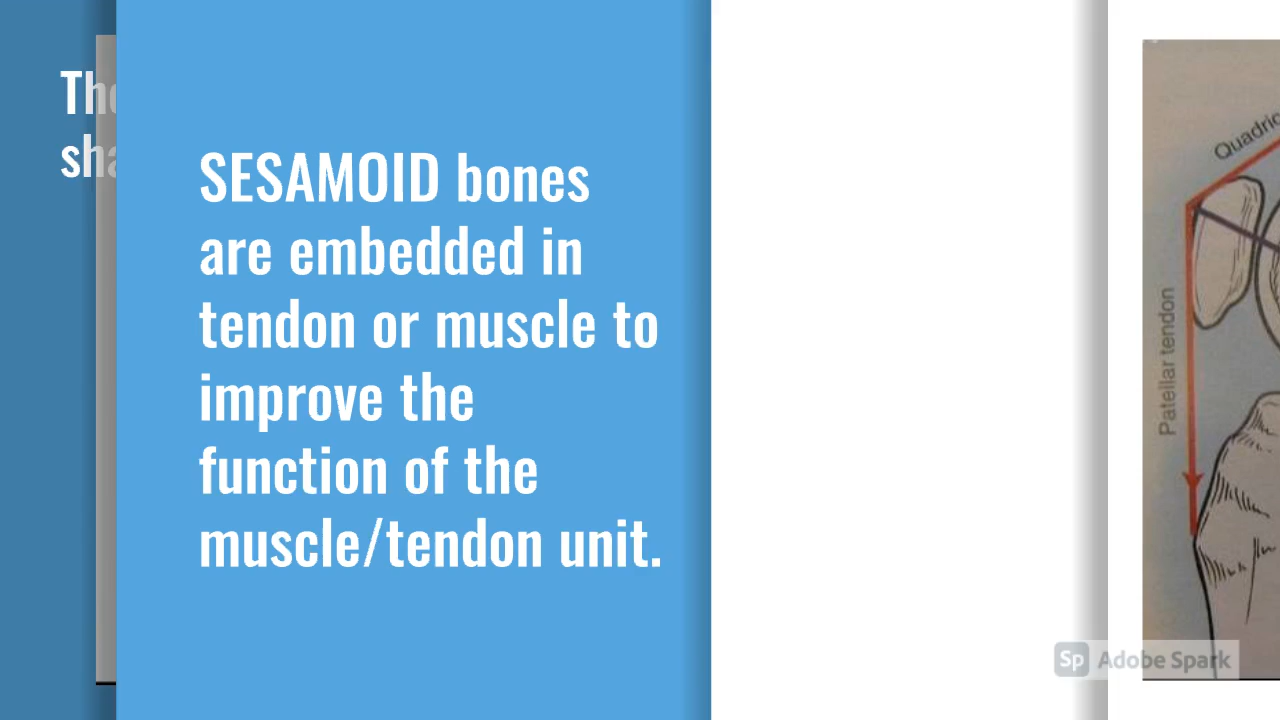 SESAMOID bones
are embedded in
tendon or muscle to
improve the
function of the
muscle/tendon unit.
Patellar tendon
Sp Adobe Spark